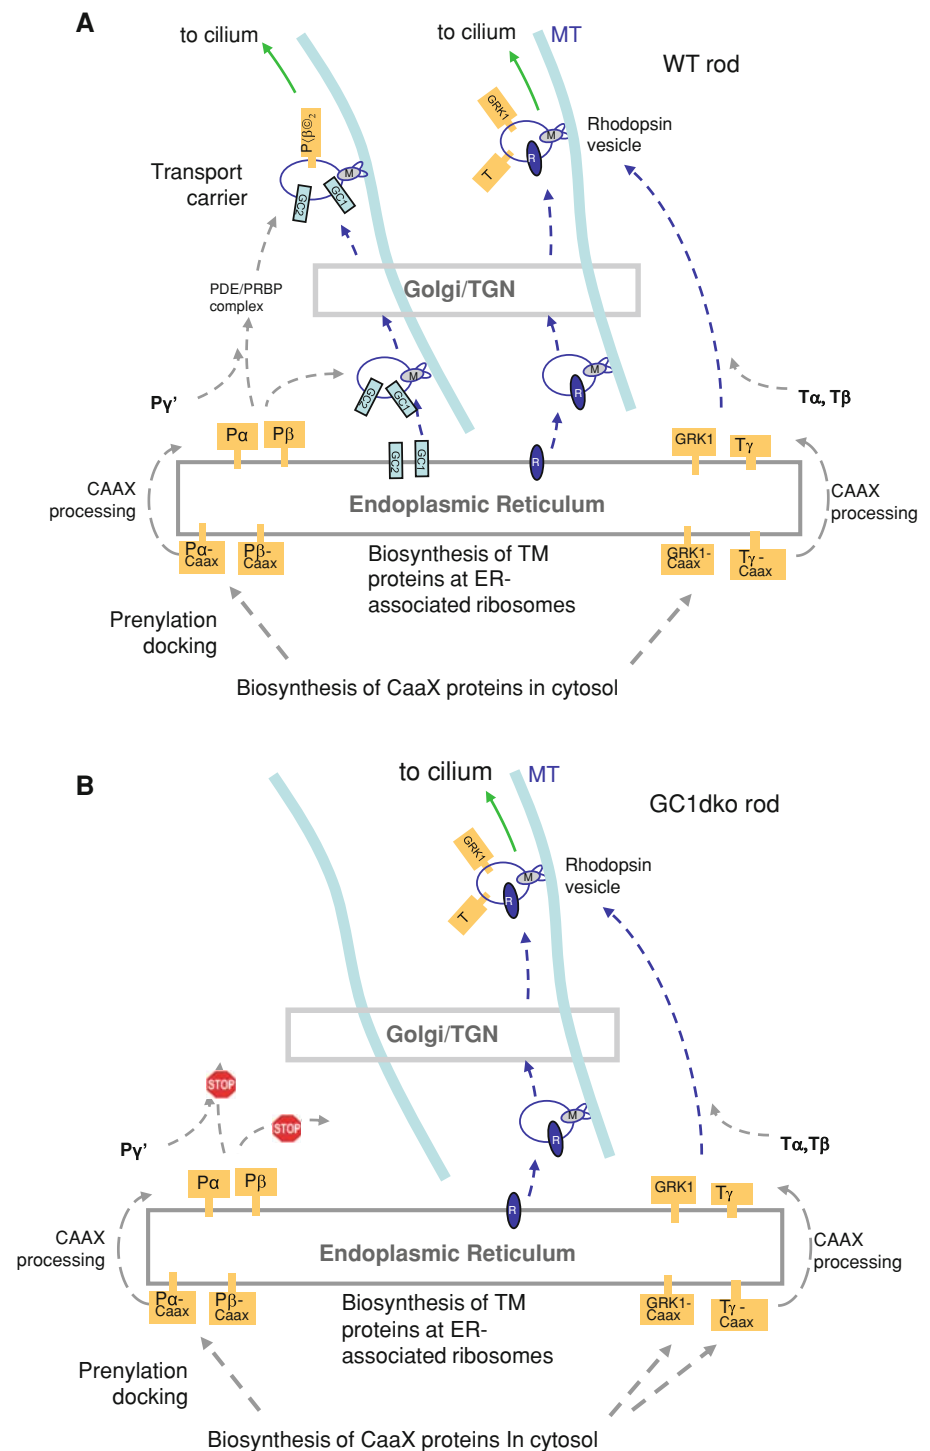 A
to cilium
to cilium
MT
WT rod
P(β©2
GRK1
Rhodopsin
vesicle
M
R
T
Transport
carrier
M
GC2
GC1
PDE/PRBP
complex
Golgi/TGN
M
GC2
GC1
M
R
Pγ’
Tα, Tβ
Pα
Pβ
GC2
GC1
R
GRK1
Tγ
CAAX
processing
Endoplasmic Reticulum
CAAX
processing
Pα-
Caax
Pβ-
Caax
GRK1-
Caax
Tγ -
Caax
Biosynthesis of TM
proteins at ER-
associated ribosomes
Prenylation
docking
Biosynthesis of CaaX proteins in cytosol
B
to cilium
MT
GC1dko rod
GRK1
Rhodopsin
vesicle
M
R
T
Golgi/TGN
STOP
STOP
M
R
Pγ’
Tα,Tβ
Pα
Pβ
R
GRK1
Tγ
CAAX
processing
Endoplasmic Reticulum
CAAX
processing
Pα-
Caax
Pβ-
Caax
GRK1-
Caax
Tγ -
Caax
Biosynthesis of TM
proteins at ER-
associated ribosomes
Prenylation
docking
Biosynthesis of CaaX proteins In cytosol